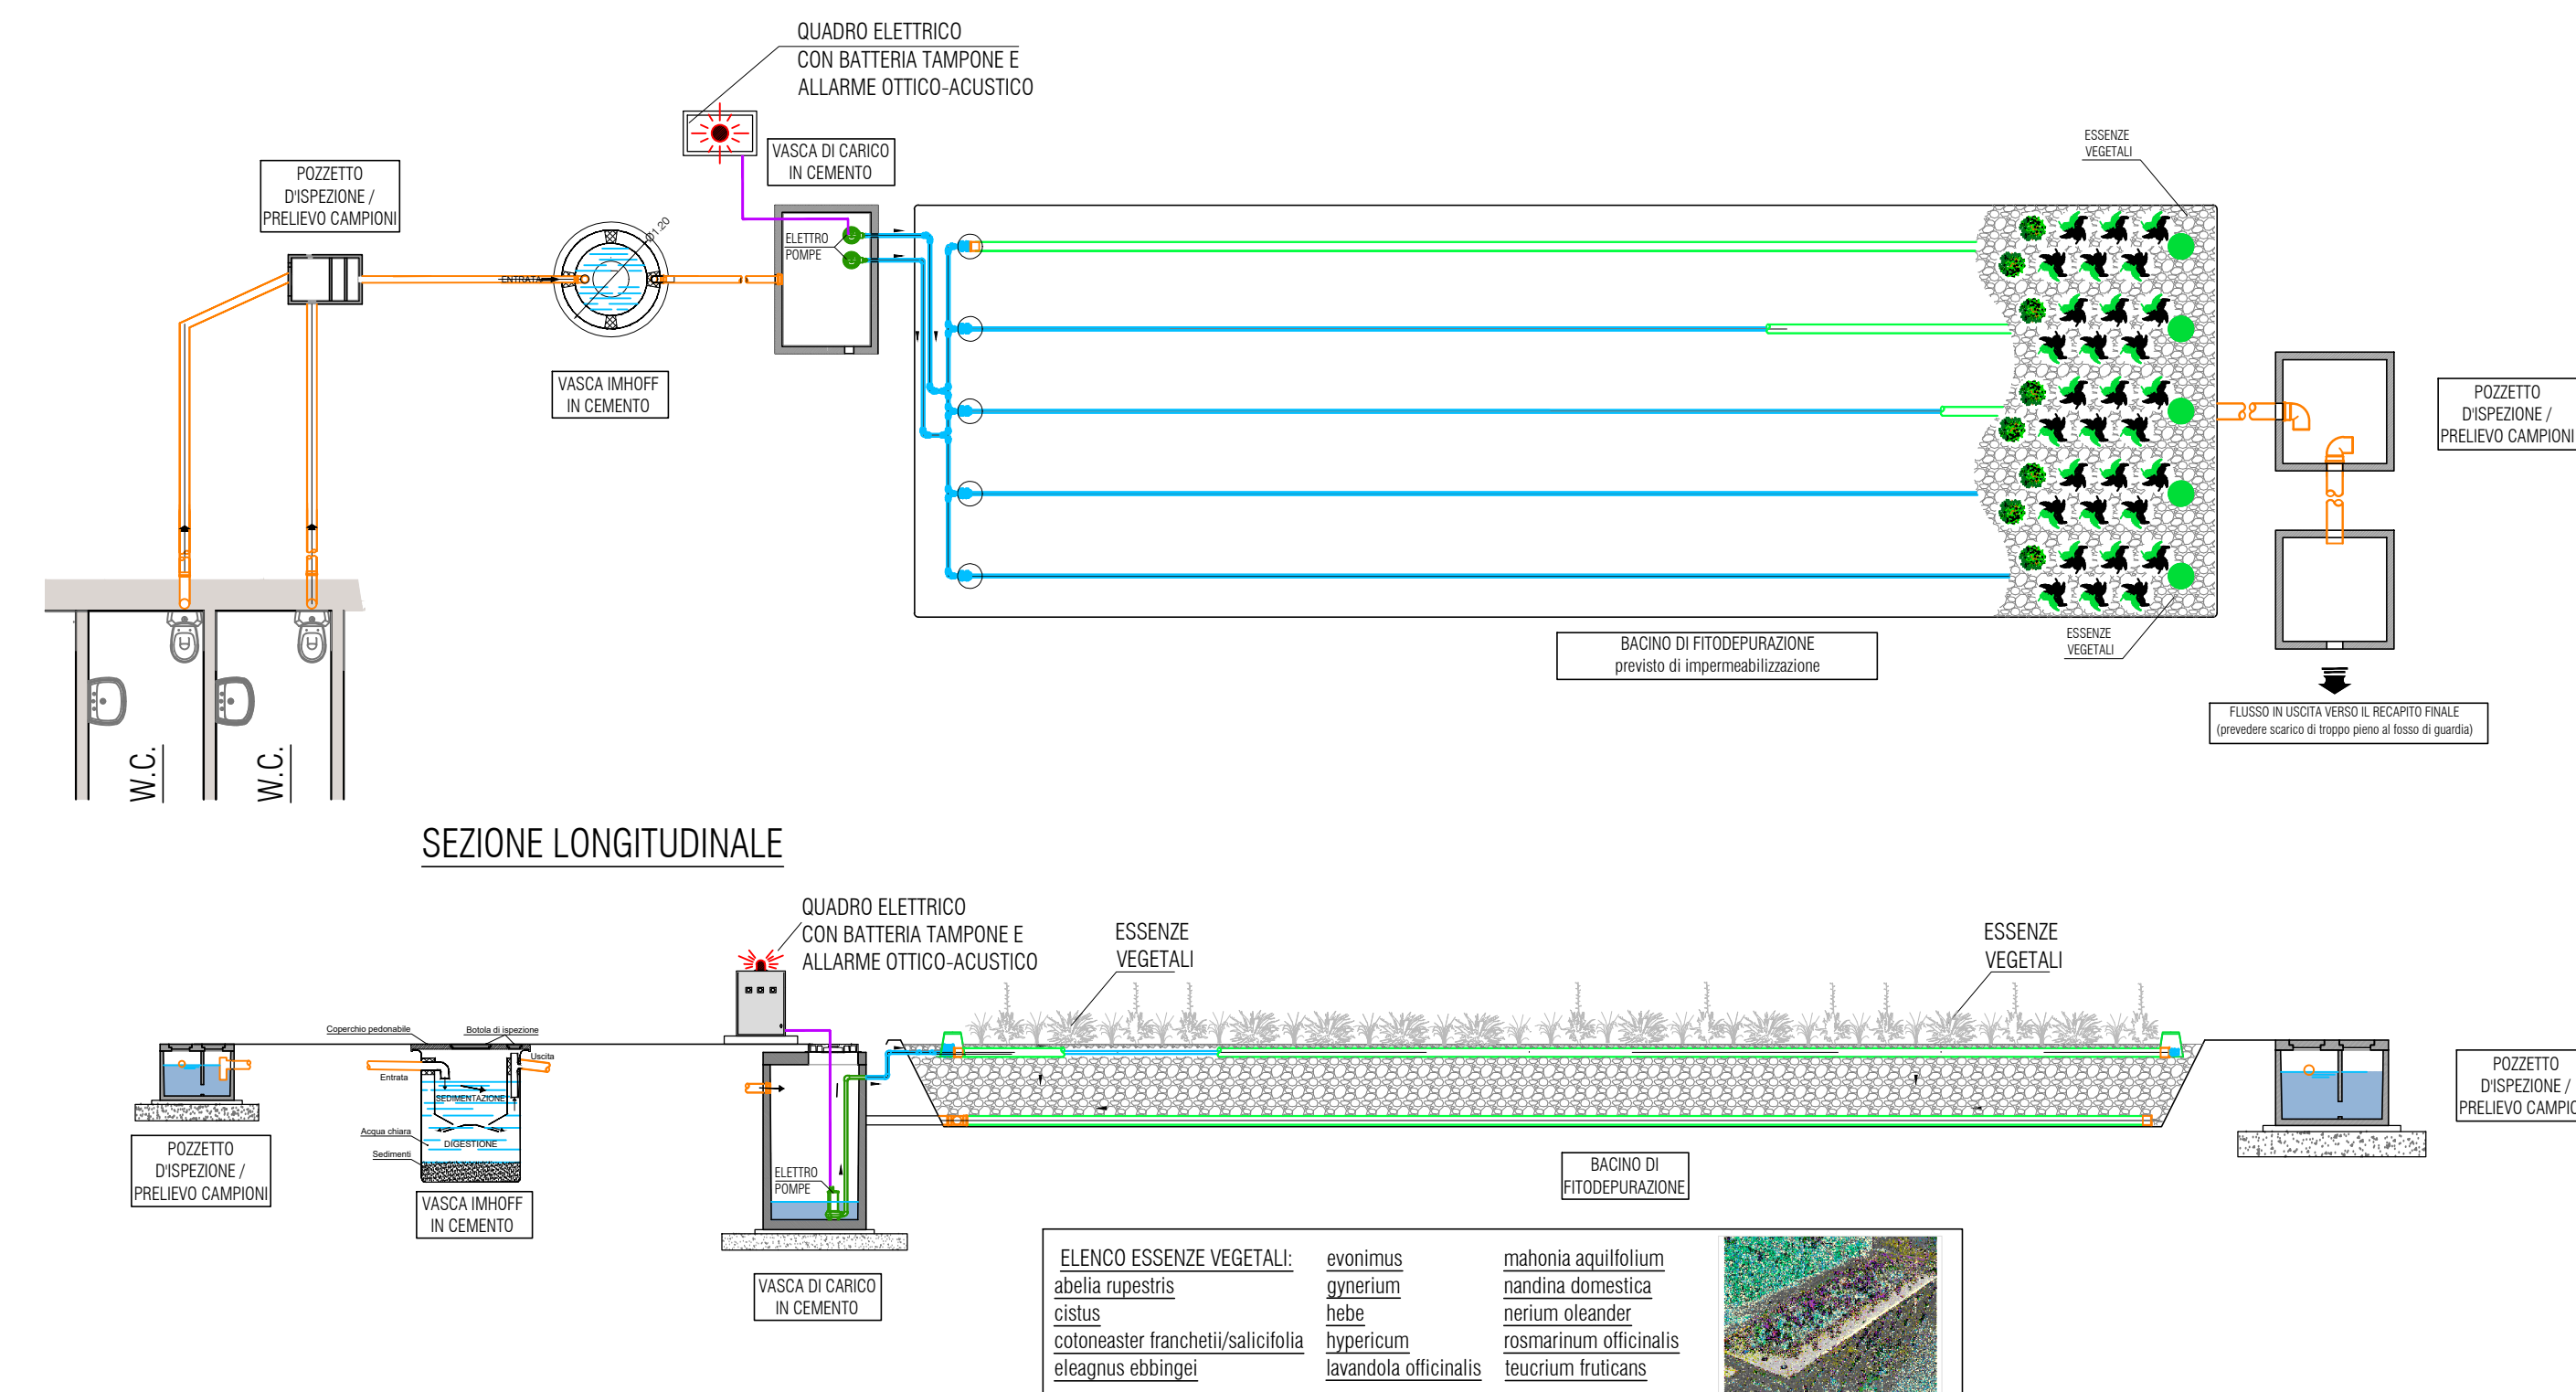 QUADRO ELETTRICO
CON BATTERIA TAMPONE E
ALLARME OTTICO-ACUSTICO
VASCA DI CARICO
IN CEMENTO
POZZETTO
D'ISPEZIONE /
PRELIEVO CAMPIONI
ESSENZE
VEGETALI
ELETTRO
POMPE
Ø1.20
ENTRATA
VASCA IMHOFF
IN CEMENTO
POZZETTO
D'ISPEZIONE /
PRELIEVO CAMPIONI
BACINO DI FITODEPURAZIONE
previsto di impermeabilizzazione
ESSENZE
VEGETALI
FLUSSO IN USCITA VERSO IL RECAPITO FINALE
(prevedere scarico di troppo pieno al fosso di guardia)
W.C.
W.C.
SEZIONE LONGITUDINALE
QUADRO ELETTRICO
CON BATTERIA TAMPONE E
ALLARME OTTICO-ACUSTICO
ESSENZE
VEGETALI
ESSENZE
VEGETALI
Coperchio pedonabile
Botola di ispezione
Uscita
Entrata
SEDIMENTAZIONE
Acqua chiara
DIGESTIONE
Sedimenti
POZZETTO
D'ISPEZIONE /
PRELIEVO CAMPIONI
VASCA IMHOFF
IN CEMENTO
ELETTRO
POMPE
VASCA DI CARICO
IN CEMENTO
BACINO DI
FITODEPURAZIONE
POZZETTO
D'ISPEZIONE /
PRELIEVO CAMPIO
ELENCO ESSENZE VEGETALI:
abelia rupestris
cistus
cotoneaster franchetii/salicifolia
eleagnus ebbingei
evonimus
gynerium
hebe
hypericum
lavandola officinalis
mahonia aquilfolium
nandina domestica
nerium oleander
rosmarinum officinalis
teucrium fruticans